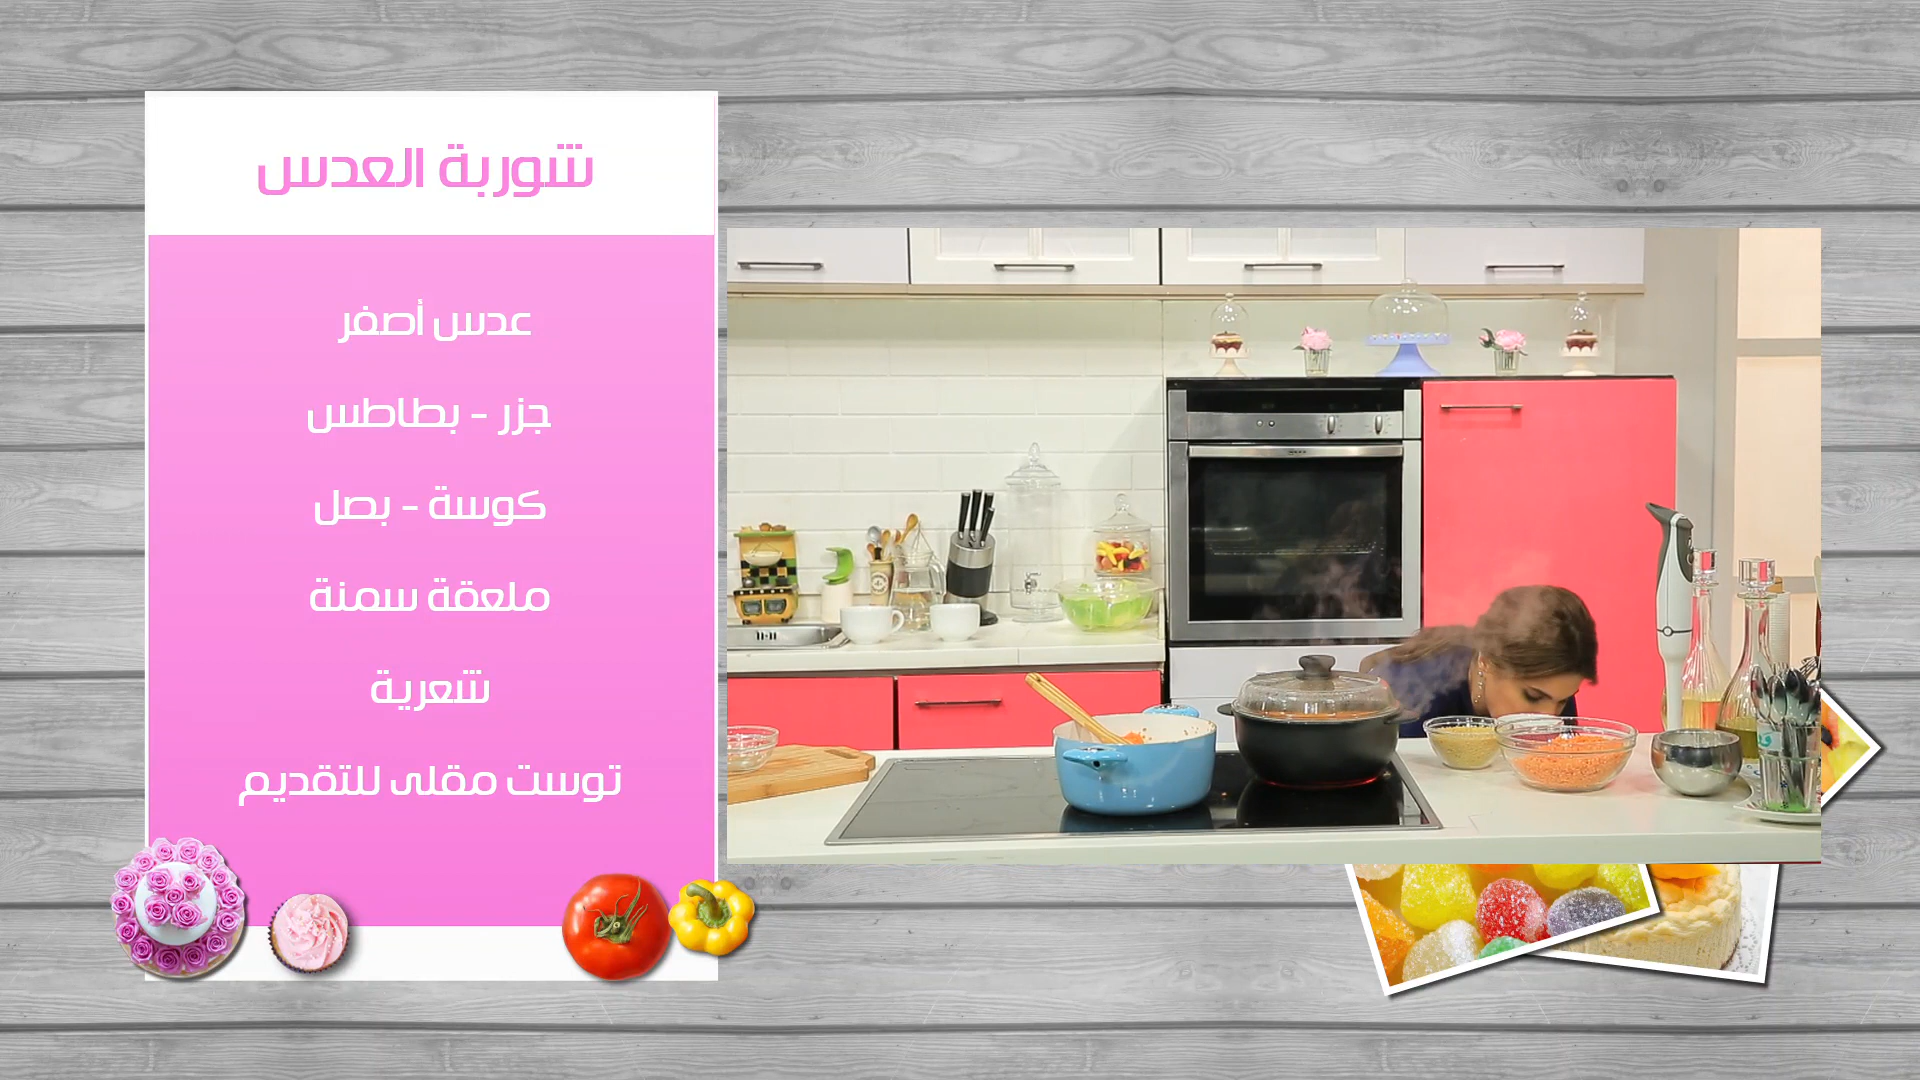 شوربة العدس
عدس أصفر
جزر - بطاطس
كوسة - بصل
ملعقة سمنة
شعرية
توست مقلى للتقديم